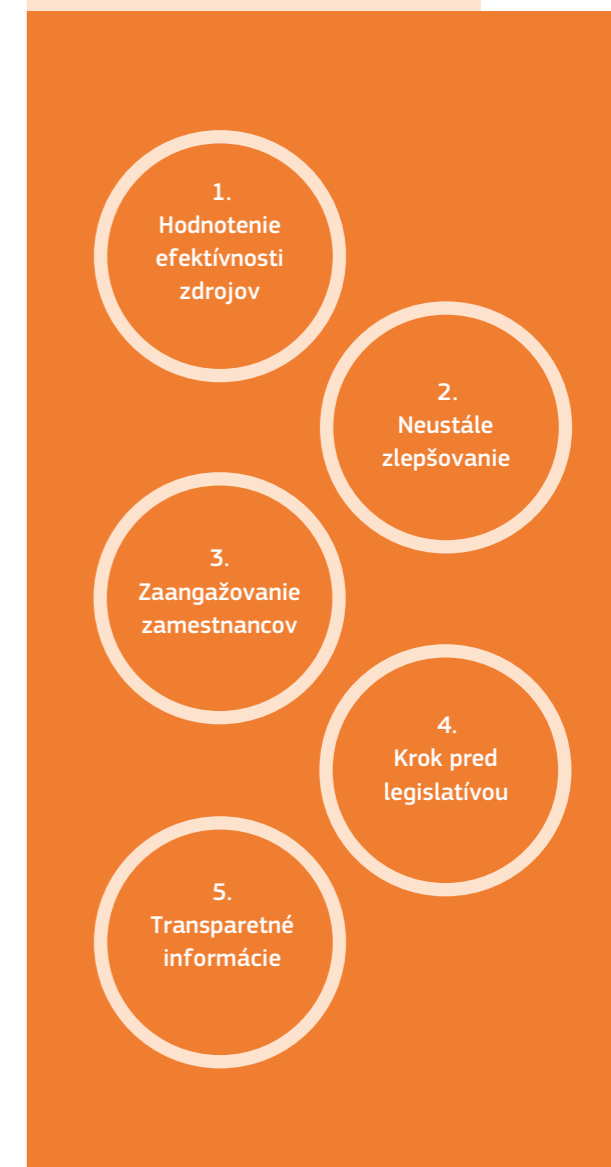 1.
Hodnotenie
efektívnosti
zdrojov
2.
Neustále
zlepšovanie
3.
Zaangažovanie
zamestnancov
4.
Krok pred
legislatívou
5.
Transparetné
informácie